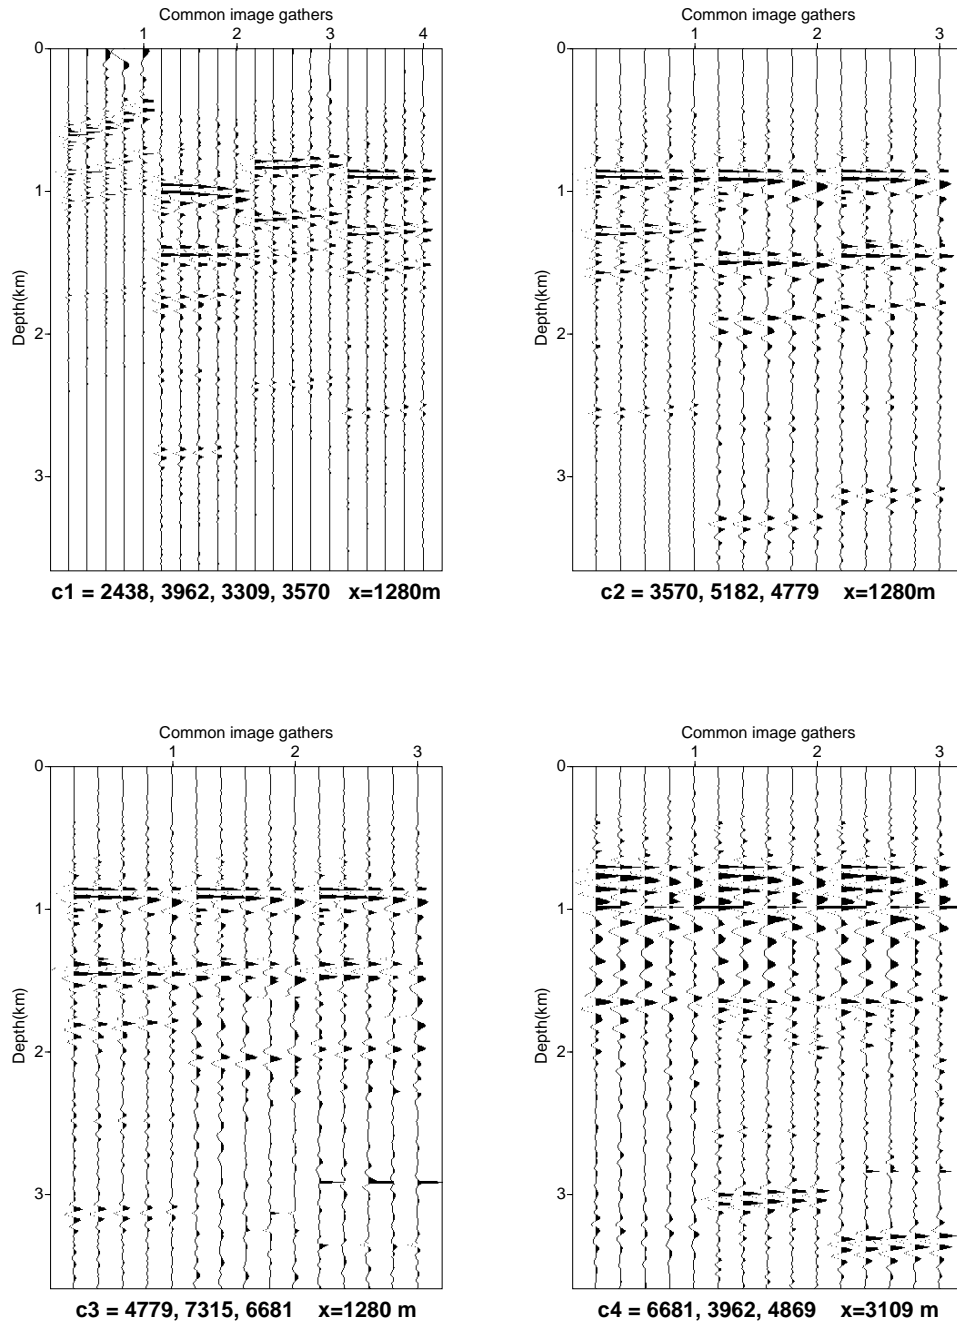 Common image gathers
1 2 3 4
0
1
2
3
Depth(km)
c1 = 2438, 3962, 3309, 3570 x=1280m
Common image gathers
1 2 3
0
1
2
3
Depth(km)
c2 = 3570, 5182, 4779 x=1280m
Common image gathers
1 2 3
0
1
2
3
Depth(km)
c3 = 4779, 7315, 6681 x=1280 m
Common image gathers
1 2 3
0
1
2
3
Depth(km)
c4 = 6681, 3962, 4869 x=3109 m